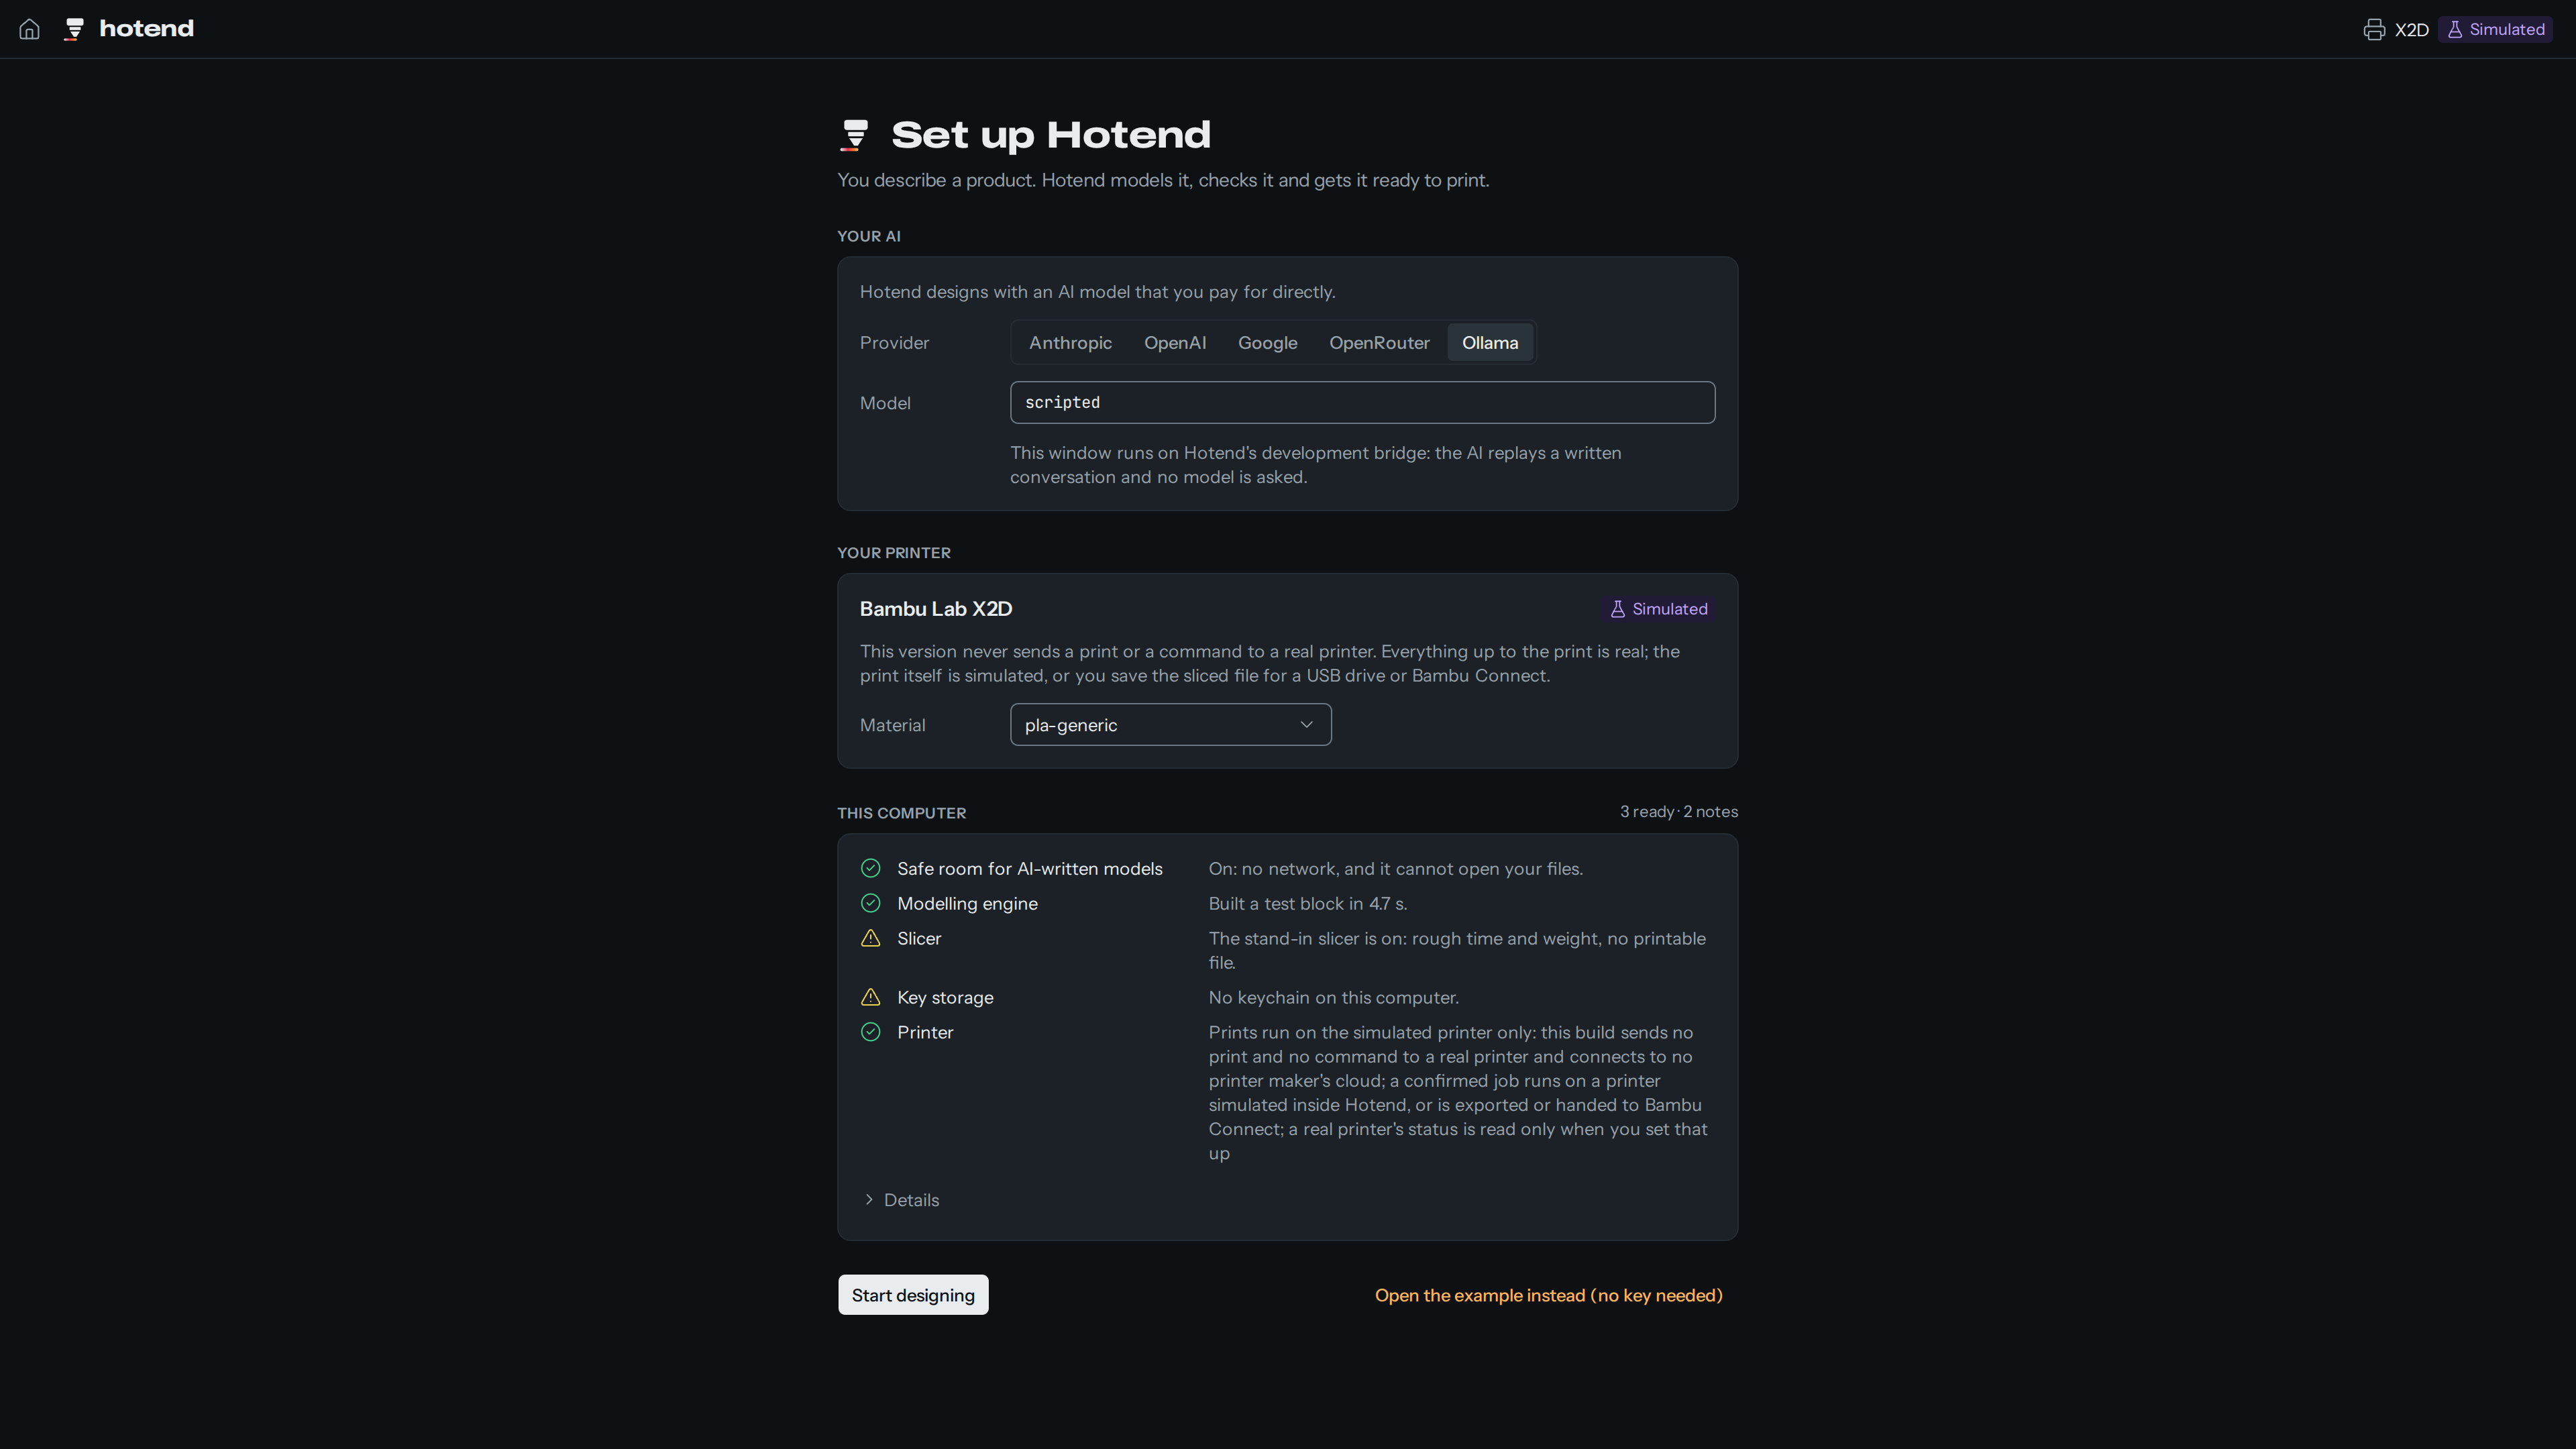 hotend
X2D
Simulated
Set up Hotend
You describe a product. Hotend models it, checks it and gets it ready to print.
YOUR AI
Hotend designs with an AI model that you pay for directly.
Provider
Anthropic
OpenAI
Google
OpenRouter
Ollama
Model
scripted
This window runs on Hotend's development bridge: the AI replays a written
conversation and no model is asked.
YOUR PRINTER
Bambu Lab X2D
Simulated
This version never sends a print or a command to a real printer. Everything up to the print is real; the
print itself is simulated, or you save the sliced file for a USB drive or Bambu Connect.
Material
pla-generic
THIS COMPUTER
3 ready · 2 notes
Safe room for AI-written models
On: no network, and it cannot open your files.
Modelling engine
Built a test block in 4.7 s.
Slicer
The stand-in slicer is on: rough time and weight, no printable
file.
Key storage
No keychain on this computer.
Printer
Prints run on the simulated printer only: this build sends no
print and no command to a real printer and connects to no
printer maker's cloud; a confirmed job runs on a printer
simulated inside Hotend, or is exported or handed to Bambu
Connect; a real printer's status is read only when you set that
up
Details
Start designing
Open the example instead (no key needed)